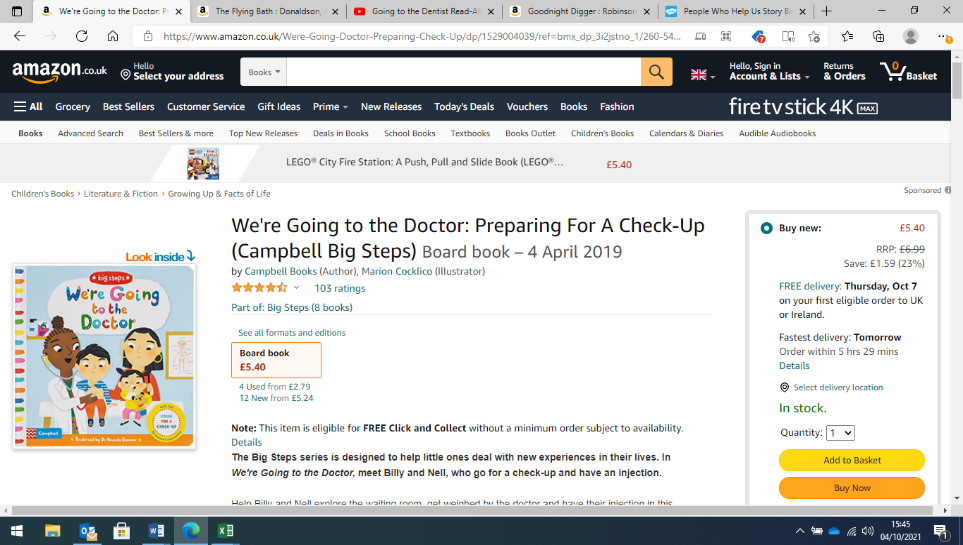 We're Going to the Doctor: P
The Flying Bath : Donaldson,
Going to the Dentist Read-Al
Goodnight Digger : Robinson
People Who Help Us Story Bo
https://www.amazon.co.uk/Were-Going-Doctor-Preparing-Check-Up/dp/1529004039/ref=bmx_dp_3i2jstno_1/260-54...
amazon.co.uk
Hello
Select your address
Books
Hello, Sign in
Account & Lists
Returns
& Orders
0
Basket
All Grocery Best Sellers Customer Service Gift Ideas Prime New Releases Today's Deals Vouchers Books Fashion
fire tv stick 4K MAX
Books Advanced Search Best Sellers & more Top New Releases Deals in Books School Books Textbooks Books Outlet Children's Books Calendars & Diaries Audible Audiobooks
LEGO® City Fire Station: A Push, Pull and Slide Book (LEGO®...
£5.40
Children's Books › Literature & Fiction › Growing Up & Facts of Life
Sponsored
Look inside
big steps
We're Going
to the
Doctor
Campbell
We're Going to the Doctor: Preparing For A Check-Up
(Campbell Big Steps) Board book – 4 April 2019
by Campbell Books (Author), Marion Cocklico (Illustrator)
103 ratings
Part of: Big Steps (8 books)
See all formats and editions
Board book
£5.40
4 Used from £2.79
12 New from £5.24
Note: This item is eligible for FREE Click and Collect without a minimum order subject to availability.
Details
The Big Steps series is designed to help little ones deal with new experiences in their lives. In
We're Going to the Doctor, meet Billy and Nell, who go for a check-up and have an injection.
Help Billy and Nell explore the waiting room, get weighed by the doctor and have their injection in this
Buy new: £5.40
RRP: £6.99
Save: £1.59 (23%)
FREE delivery: Thursday, Oct 7
on your first eligible order to UK
or Ireland.
Fastest delivery: Tomorrow
Order within 5 hrs 29 mins
Details
Select delivery location
In stock.
Quantity: 1
Add to Basket
Buy Now
15:45
04/10/2021
1